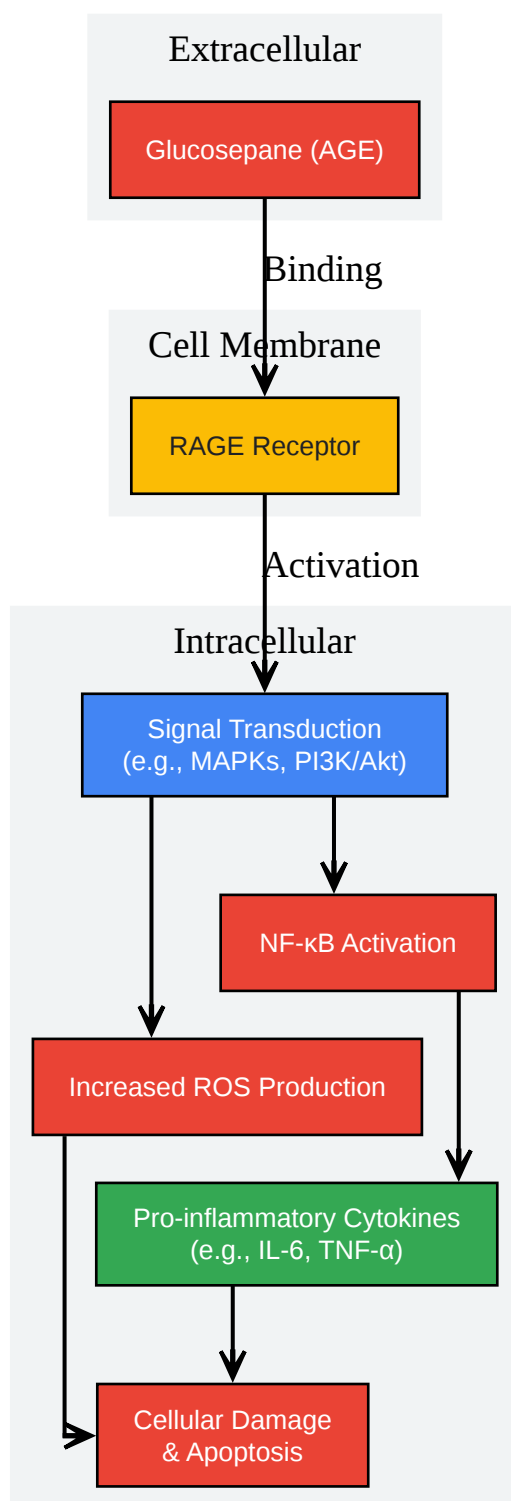 Extracellular
Glucosepane (AGE)
Binding
Cell Membrane
RAGE Receptor
Activation
Intracellular
Signal Transduction
(e.g., MAPKs, PI3K/Akt)
NF-κB Activation
Increased ROS Production
Pro-inflammatory Cytokines
(e.g., IL-6, TNF-α)
Cellular Damage
& Apoptosis